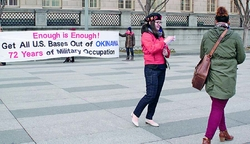 Enough is Enough!
Get All U.S. Bases Out of OKINAWA
72 Years of Military Occupation